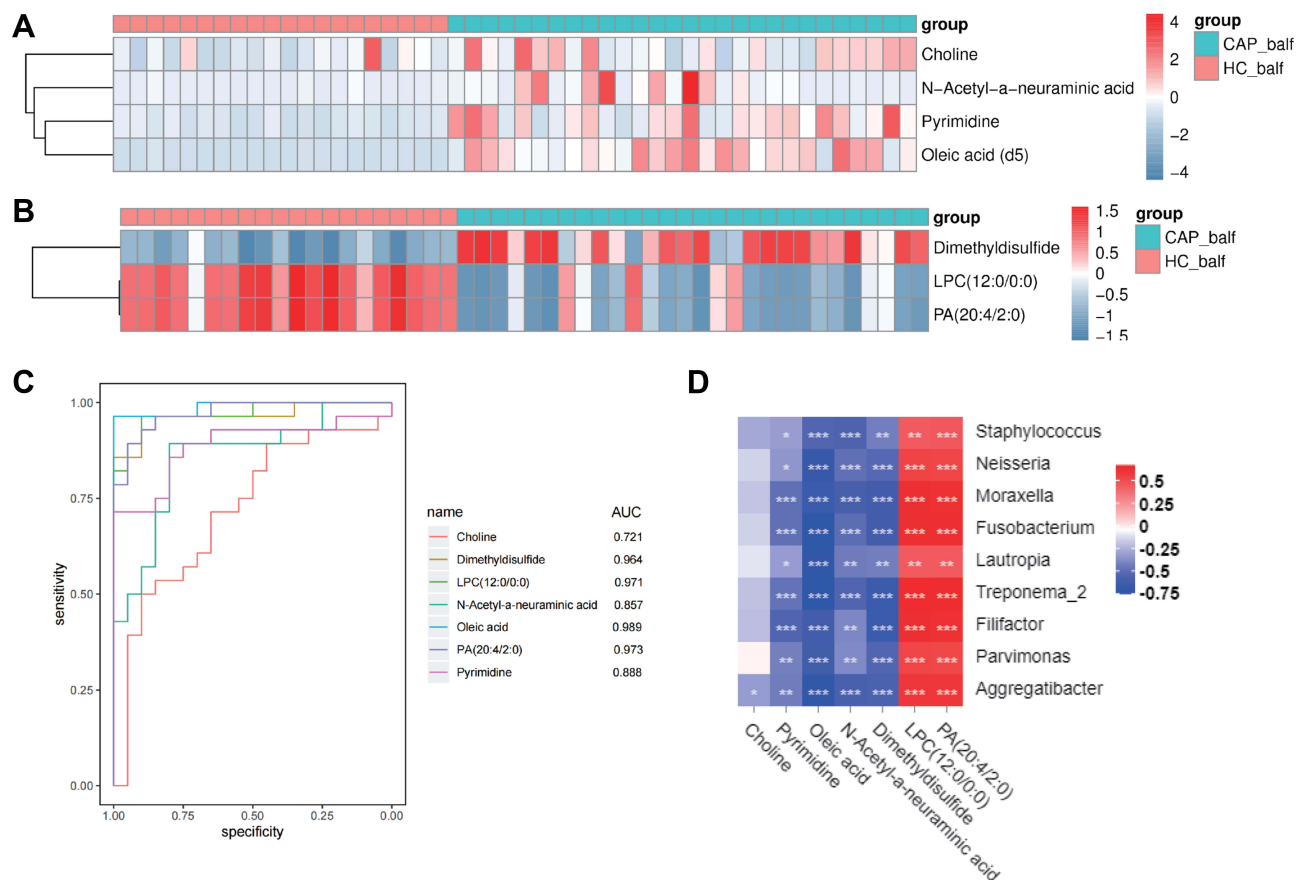 A
group
Choline
N−Acetyl−a−neuraminic acid
Pyrimidine
Oleic acid (d5)
4
2
0
−2
−4
group
CAP_balf
HC_balf
B
group
Dimethyldisulfide
LPC(12:0/0:0)
PA(20:4/2:0)
1.5
1
0.5
0
−0.5
−1
−1.5
group
CAP_balf
HC_balf
C
sensitivity
1.00
0.75
0.50
0.25
0.00
1.00 0.75 0.50 0.25 0.00
specificity
name AUC
Choline 0.721
Dimethyldisulfide 0.964
LPC(12:0/0:0) 0.971
N-Acetyl-a-neuraminic acid 0.857
Oleic acid 0.989
PA(20:4/2:0) 0.973
Pyrimidine 0.888
D
* *** *** ** ** *** Staphylococcus
* *** *** *** *** *** Neisseria
*** *** *** *** *** *** Moraxella
*** *** ** *** *** *** Fusobacterium
* *** ** ** ** ** Lautropia
*** *** *** *** *** *** Treponema_2
*** *** ** *** *** *** Filifactor
** *** ** *** *** *** Parvimonas
* ** *** *** *** *** *** Aggregatibacter
Choline
Pyrimidine
Oleic acid
N-Acetyl-a-neuraminic acid
Dimethyldisulfide
LPC(12:0/0:0)
PA(20:4/2:0)
0.5
0.25
0
-0.25
-0.5
-0.75